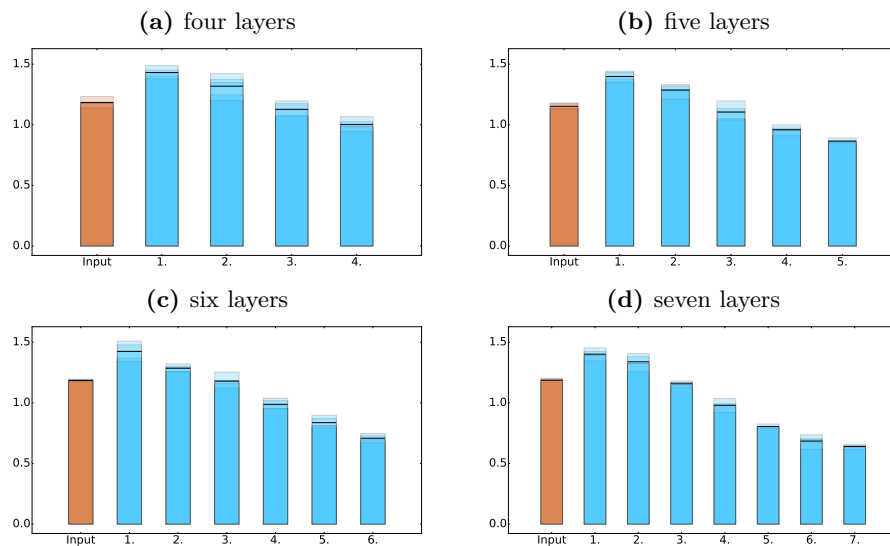 (a) four layers
1.5
1.0
0.5
0.0
Input 1. 2. 3. 4.
(b) five layers
1.5
1.0
0.5
0.0
Input 1. 2. 3. 4. 5.
(c) six layers
1.5
1.0
0.5
0.0
Input 1. 2. 3. 4. 5. 6.
(d) seven layers
1.5
1.0
0.5
0.0
Input 1. 2. 3. 4. 5. 6. 7.